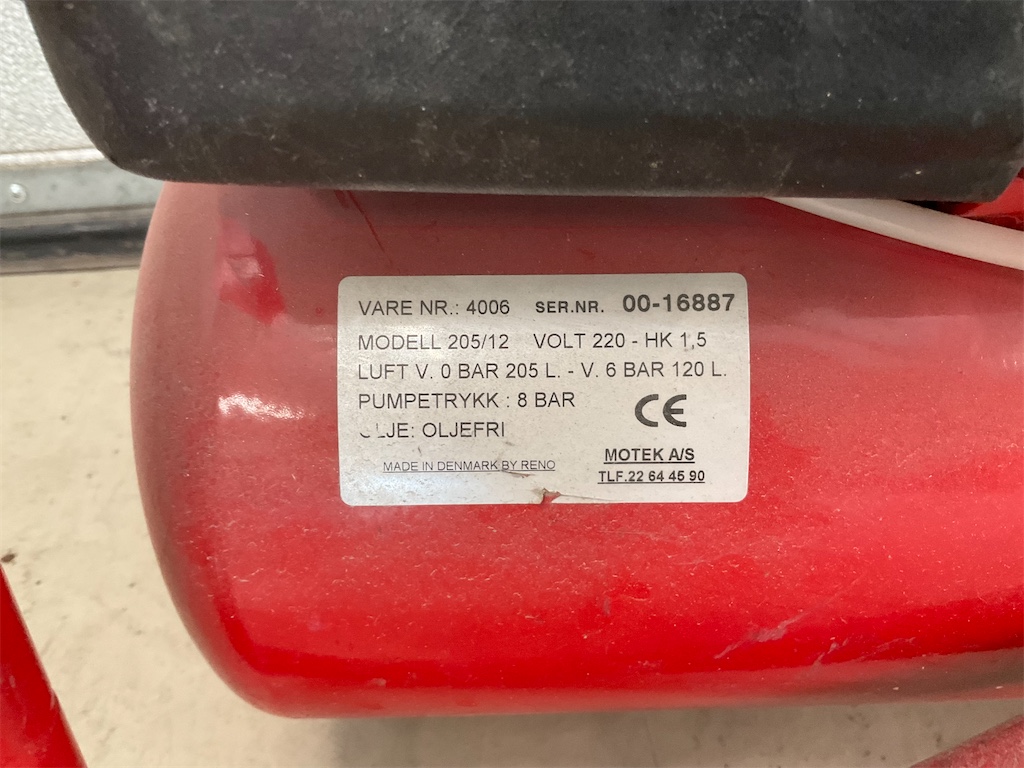 VARE NR.: 4006 SER.NR. 00-16887
MODELL 205/12 VOLT 220 - HK 1,5
LUFT V. 0 BAR 205 L. - V. 6 BAR 120 L.
PUMPETRYKK : 8 BAR
OLJE: OLJEFRI
CE
MOTEK A/S
MADE IN DENMARK BY RENO
TLF.22 64 45 90